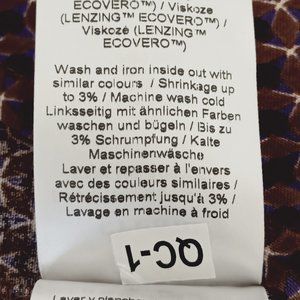 ECOVERO™) / Viskoze
(LENZING™ ECOVERO™) /
Viskozé (LENZING™
ECOVERO™)
Wash and iron inside out with
similar colours / Shrinkage up
to 3% / Machine wash cold
Linksseitig mit ähnlichen Farben
waschen und bügeln / Bis zu
3% Schrumpfung / Kalte
Maschinenwäsche
Laver et repasser à l'envers
avec des couleurs similaires /
Rétrécissement jusqu'à 3% /
Lavage en machine à froid
QC-1